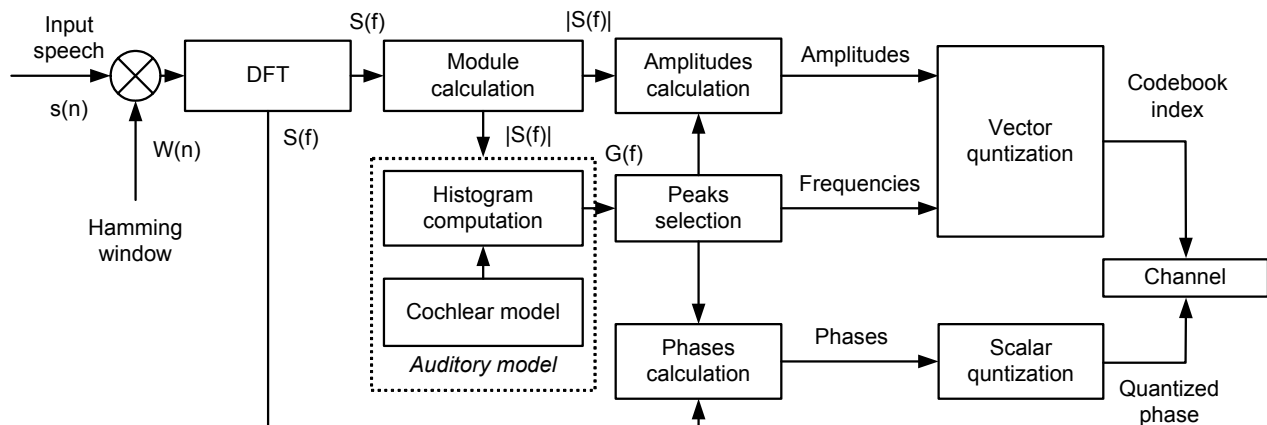 Input
speech
s(n)
W(n)
Hamming
window
DFT
S(f)
S(f)
Module
calculation
|S(f)|
|S(f)|
Histogram
computation
Cochlear model
Auditory model
G(f)
Amplitudes
calculation
Peaks
selection
Phases
calculation
Amplitudes
Frequencies
Phases
Vector
quntization
Scalar
quntization
Codebook
index
Channel
Quantized
phase